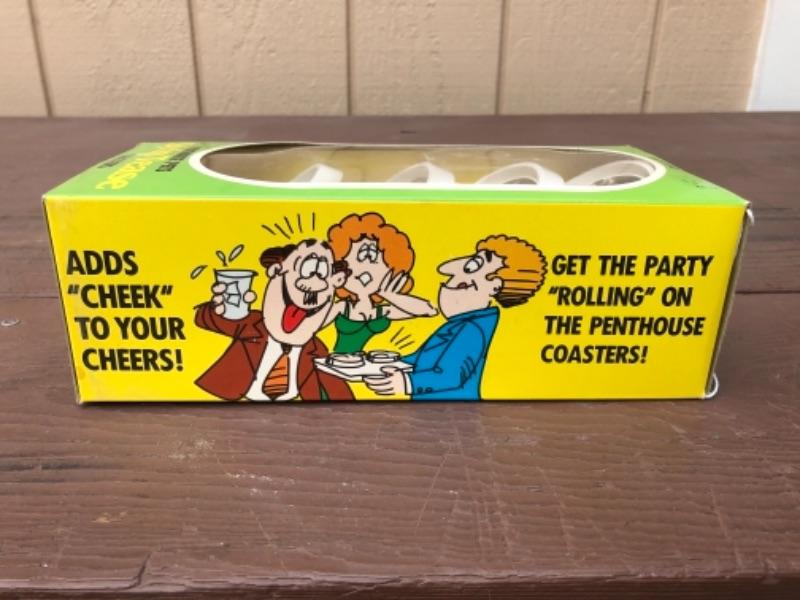 ADDS
"CHEEK"
TO YOUR
CHEERS!
GET THE PARTY
"ROLLING" ON
THE PENTHOUSE
COASTERS!